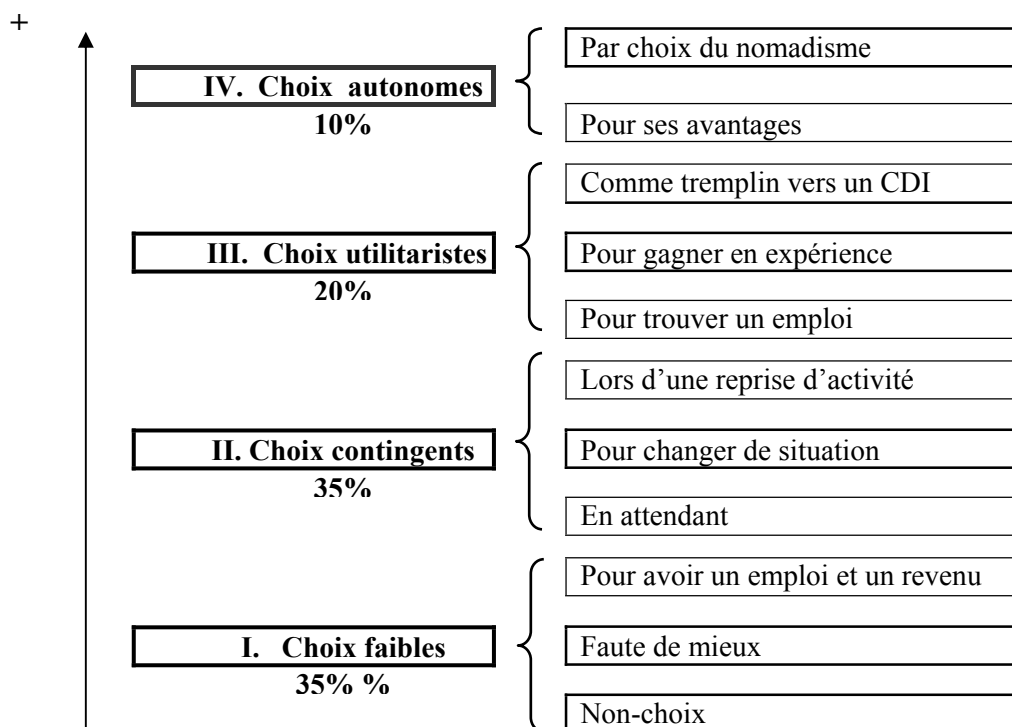 +
Par choix du nomadisme
IV. Choix autonomes
10%
Pour ses avantages
Comme tremplin vers un CDI
III. Choix utilitaristes
Pour gagner en expérience
20%
Pour trouver un emploi
Lors d’une reprise d’activité
II. Choix contingents
Pour changer de situation
35%
En attendant
Pour avoir un emploi et un revenu
I. Choix faibles
Faute de mieux
35% %
Non-choix